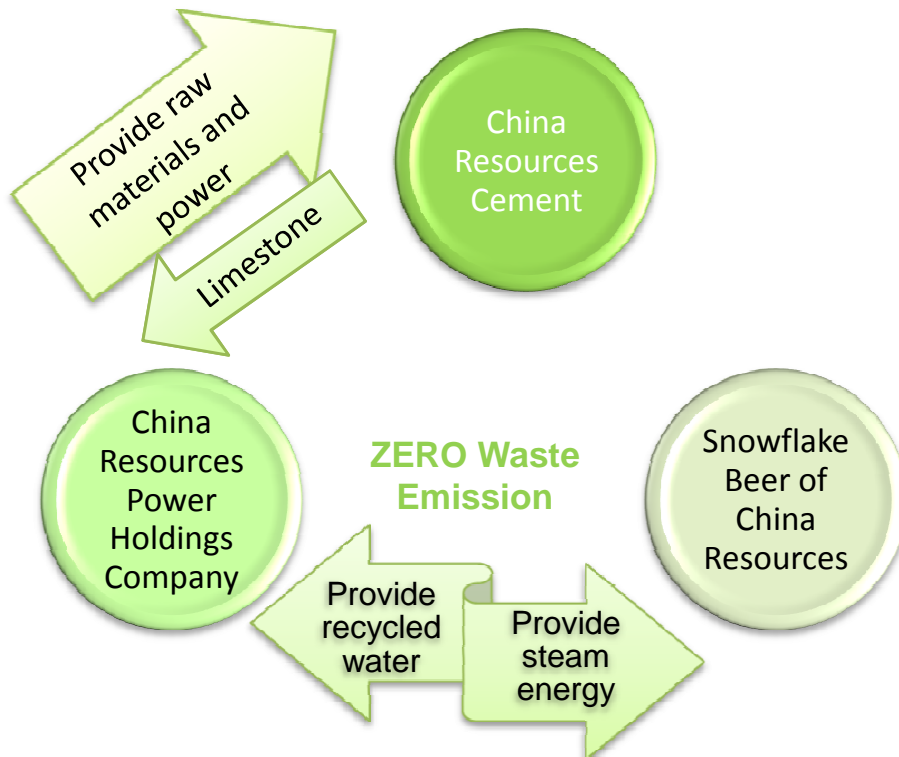 Provide raw
materials and
power
China
Resources
Cement
Limestone
China
Resources
Power
Holdings
Company
ZERO Waste
Emission
Snowflake
Beer of
China
Resources
Provide
recycled
water
Provide
steam
energy